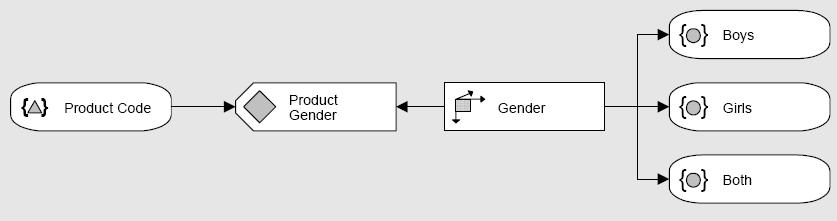 Boys
Product Code
Product
Gender
Gender
Girls
Both